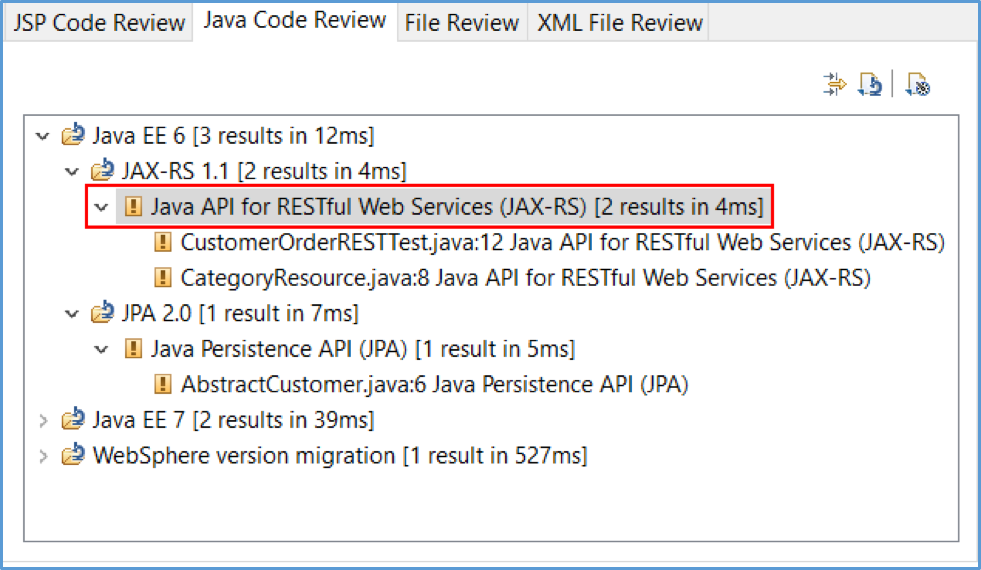 JSP Code Review Java Code Review File Review XML File Review
Java EE 6 [3 results in 12ms]
JAX-RS 1.1 [2 results in 4ms]
Java API for RESTful Web Services (JAX-RS) [2 results in 4ms]
CustomerOrderRESTTest.java:12 Java API for RESTful Web Services (JAX-RS)
CategoryResource.java:8 Java API for RESTful Web Services (JAX-RS)
JPA 2.0 [1 result in 7ms]
Java Persistence API (JPA) [1 result in 5ms]
AbstractCustomer.java:6 Java Persistence API (JPA)
Java EE 7 [2 results in 39ms]
WebSphere version migration [1 result in 527ms]